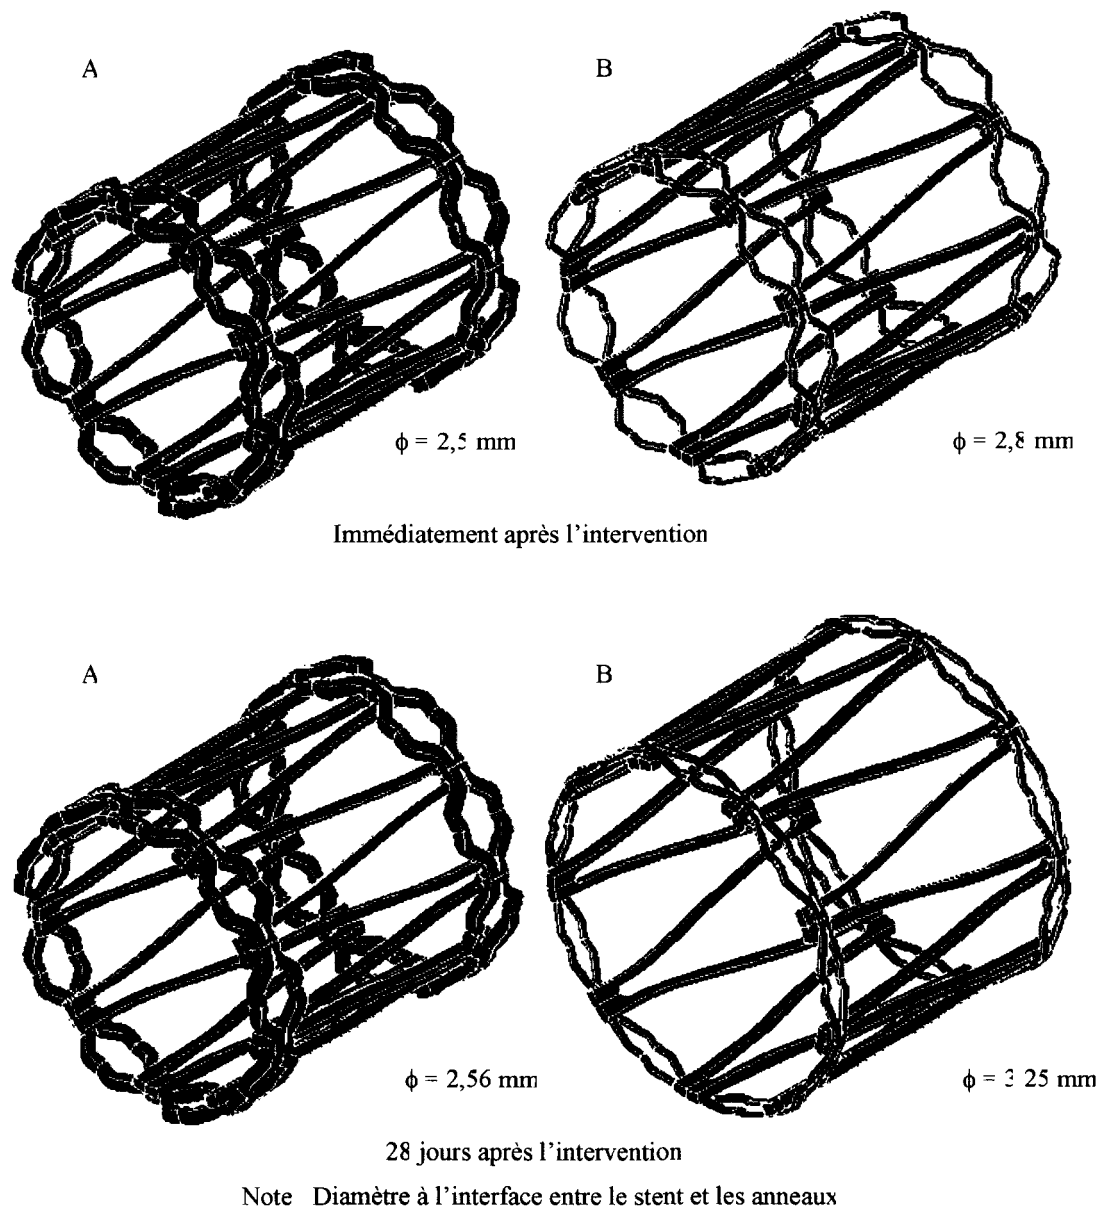 A
B
ϕ = 2,5 mm
ϕ = 2,8 mm
Immédiatement après l'intervention
A
B
ϕ = 2,56 mm
ϕ = 3 25 mm
28 jours après l'intervention
Note Diamètre à l'interface entre le stent et les anneaux